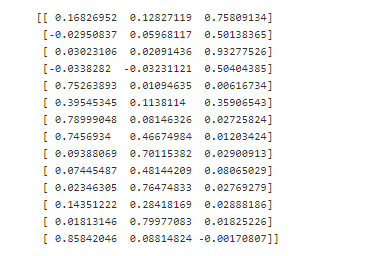 [[ 0.16826952 0.12827119 0.75809134]
[-0.02950837 0.05968117 0.50138365]
[ 0.03023106 0.02091436 0.93277526]
[-0.0338282 -0.03231121 0.50404385]
[ 0.75263893 0.01094635 0.00616734]
[ 0.39545345 0.1138114 0.35906543]
[ 0.78999048 0.08146326 0.02725824]
[ 0.7456934 0.46674984 0.01203424]
[ 0.09388069 0.70115382 0.02900913]
[ 0.07445487 0.48144209 0.08065029]
[ 0.02346305 0.76474833 0.02769279]
[ 0.14351222 0.28418169 0.02888186]
[ 0.01813146 0.79977083 0.01825226]
[ 0.85842046 0.08814824 -0.00170807]]